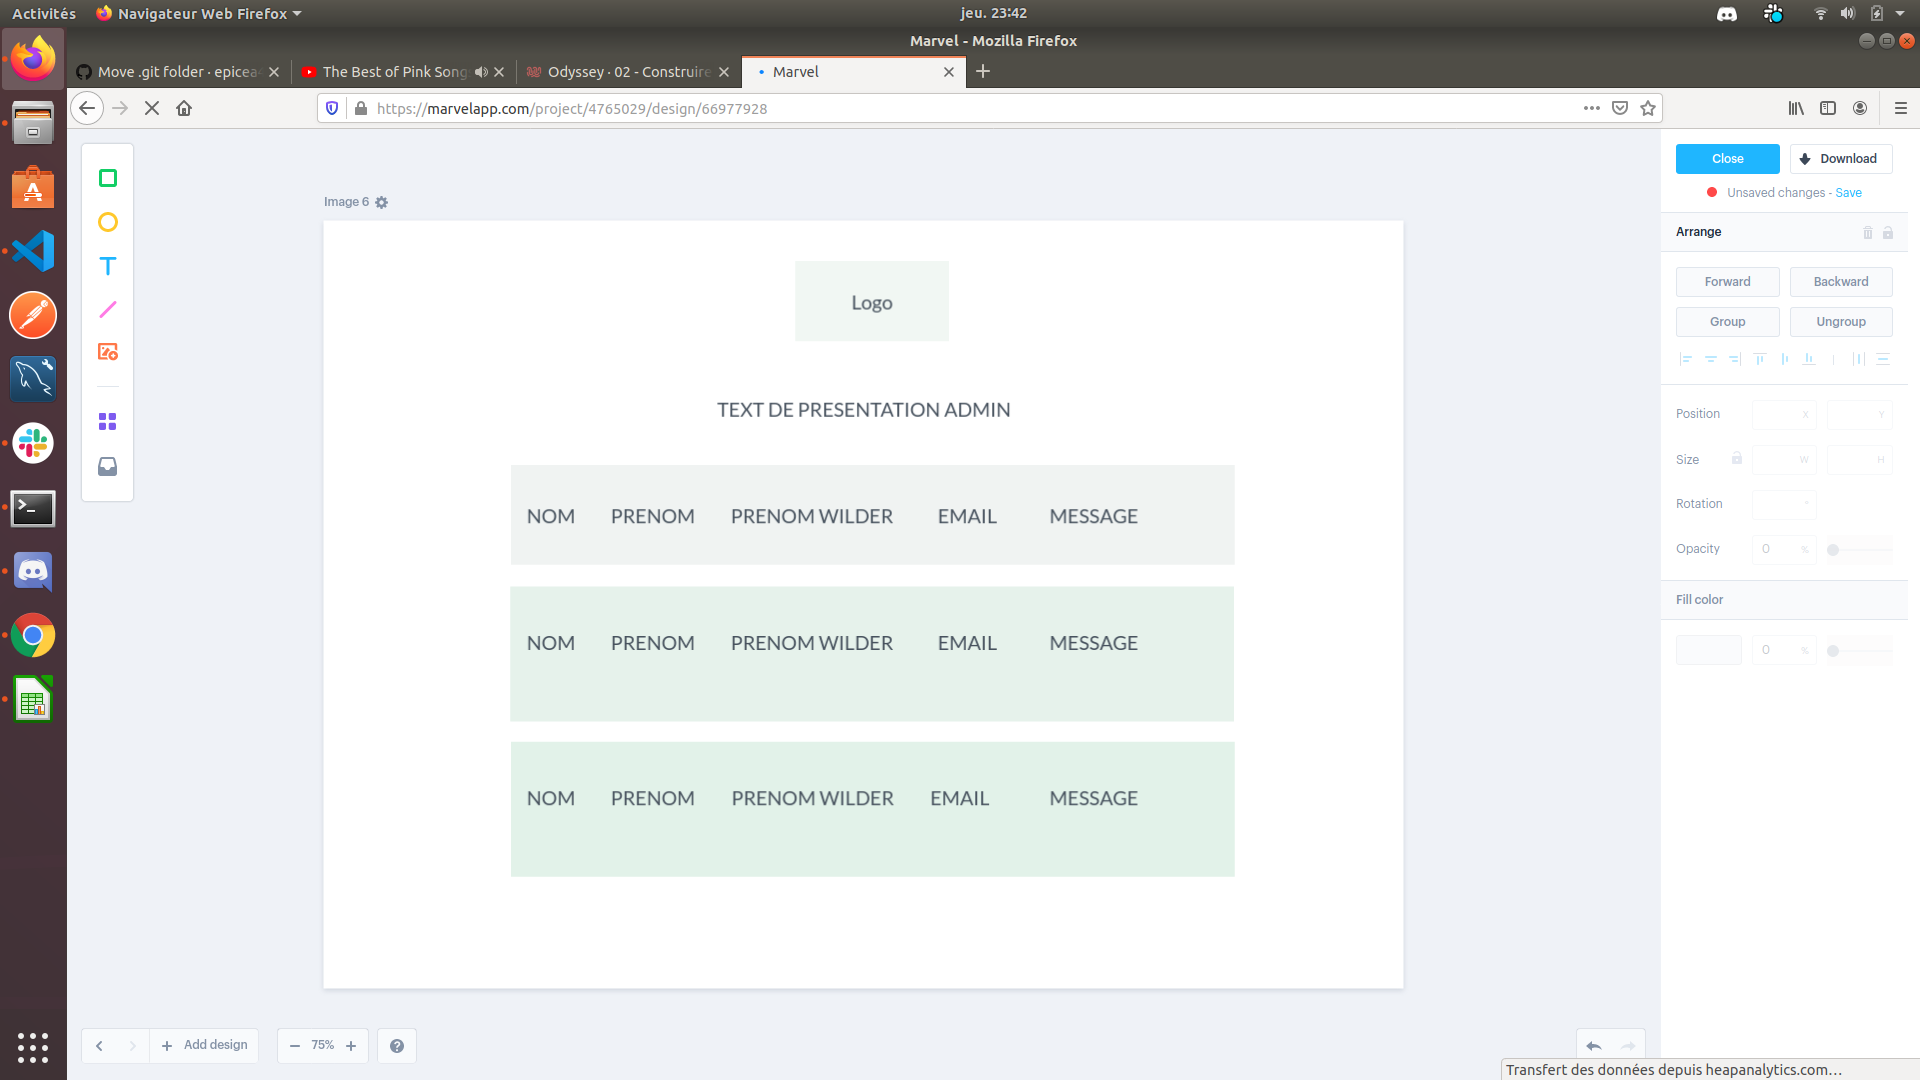 Activités Navigateur Web Firefox jeu. 23:42
Marvel - Mozilla Firefox
Move .git folder · epicea The Best of Pink Song Odyssey · 02 - Construire Marvel
https://marvelapp.com/project/4765029/design/66977928
Close Download
Unsaved changes - Save
Image 6
Arrange
Forward Backward
Group Ungroup
Logo
TEXT DE PRESENTATION ADMIN
Position X Y
Size W H
NOM PRENOM PRENOM WILDER EMAIL MESSAGE
Rotation °
Opacity 0 %
Fill color
NOM PRENOM PRENOM WILDER EMAIL MESSAGE
0 %
NOM PRENOM PRENOM WILDER EMAIL MESSAGE
Add design 75%
Transfert des données depuis heapanalytics.com…